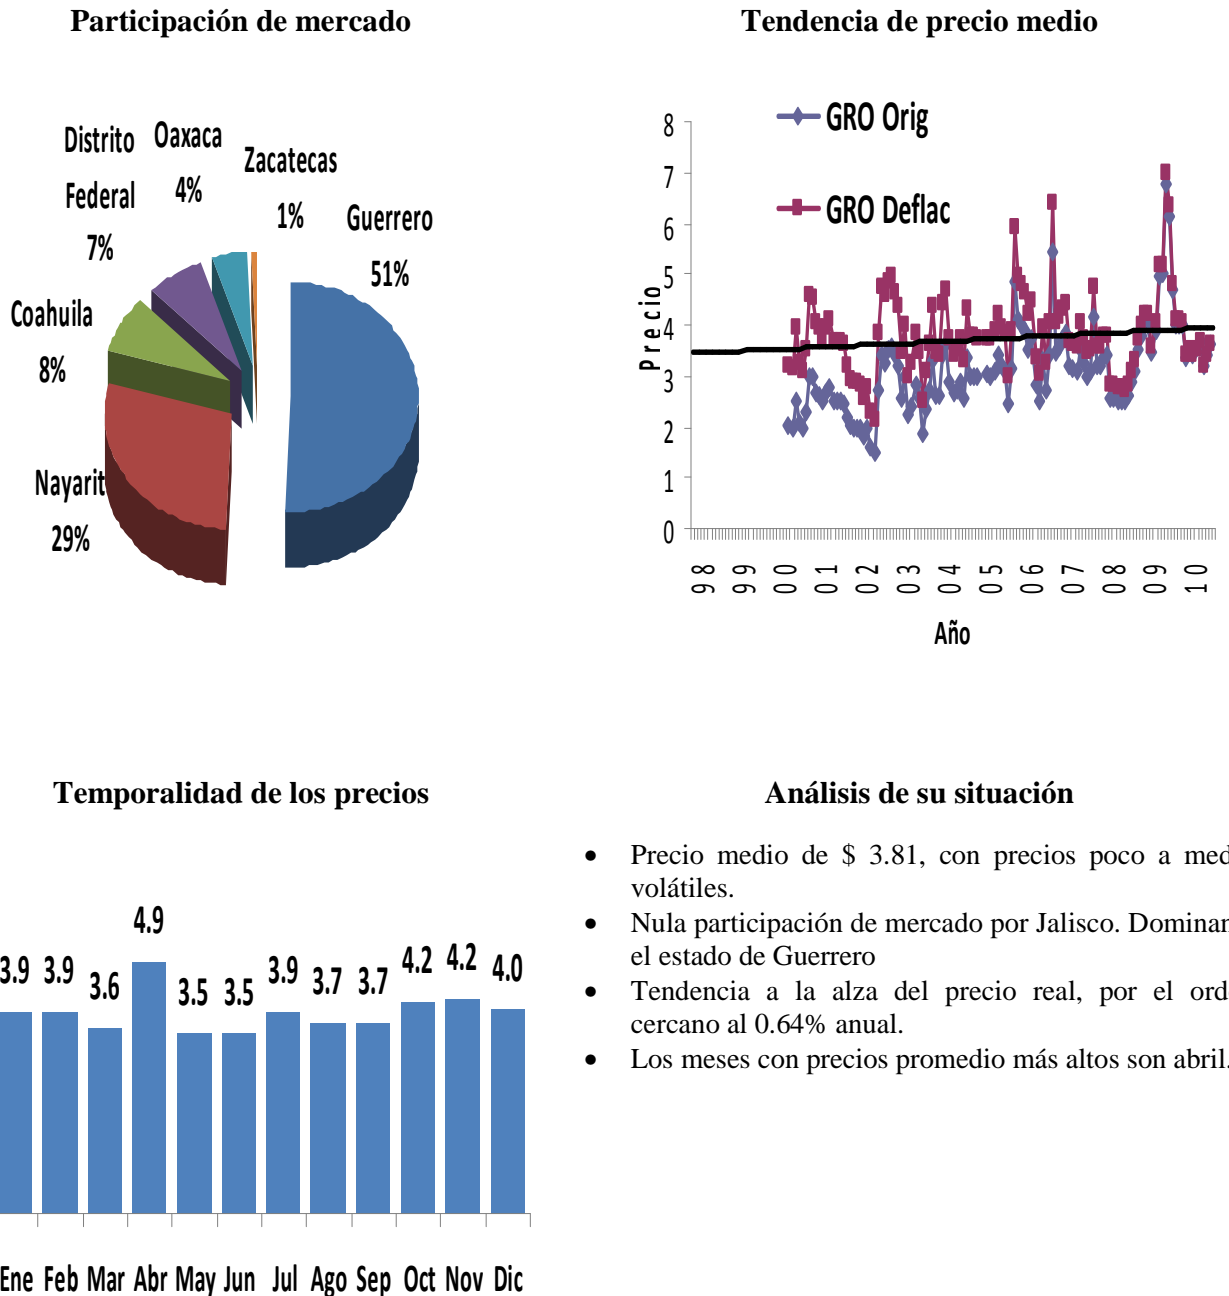 Participación de mercado
Distrito
Federal
7%
Oaxaca
4%
Zacatecas
1%
Guerrero
51%
Coahuila
8%
Nayarit
29%
Tendencia de precio medio
GRO Orig
GRO Deflac
8
7
6
5
4
3
2
1
0
Precio
98
99
00
01
02
03
04
05
06
07
08
09
10
Año
Temporalidad de los precios
3.9 3.9 3.6 4.9 3.5 3.5 3.9 3.7 3.7 4.2 4.2 4.0
Ene Feb Mar Abr May Jun Jul Ago Sep Oct Nov Dic
Análisis de su situación
• Precio medio de $ 3.81, con precios poco a med
volátiles.
• Nula participación de mercado por Jalisco. Dominan
el estado de Guerrero
• Tendencia a la alza del precio real, por el ord
cercano al 0.64% anual.
• Los meses con precios promedio más altos son abril.